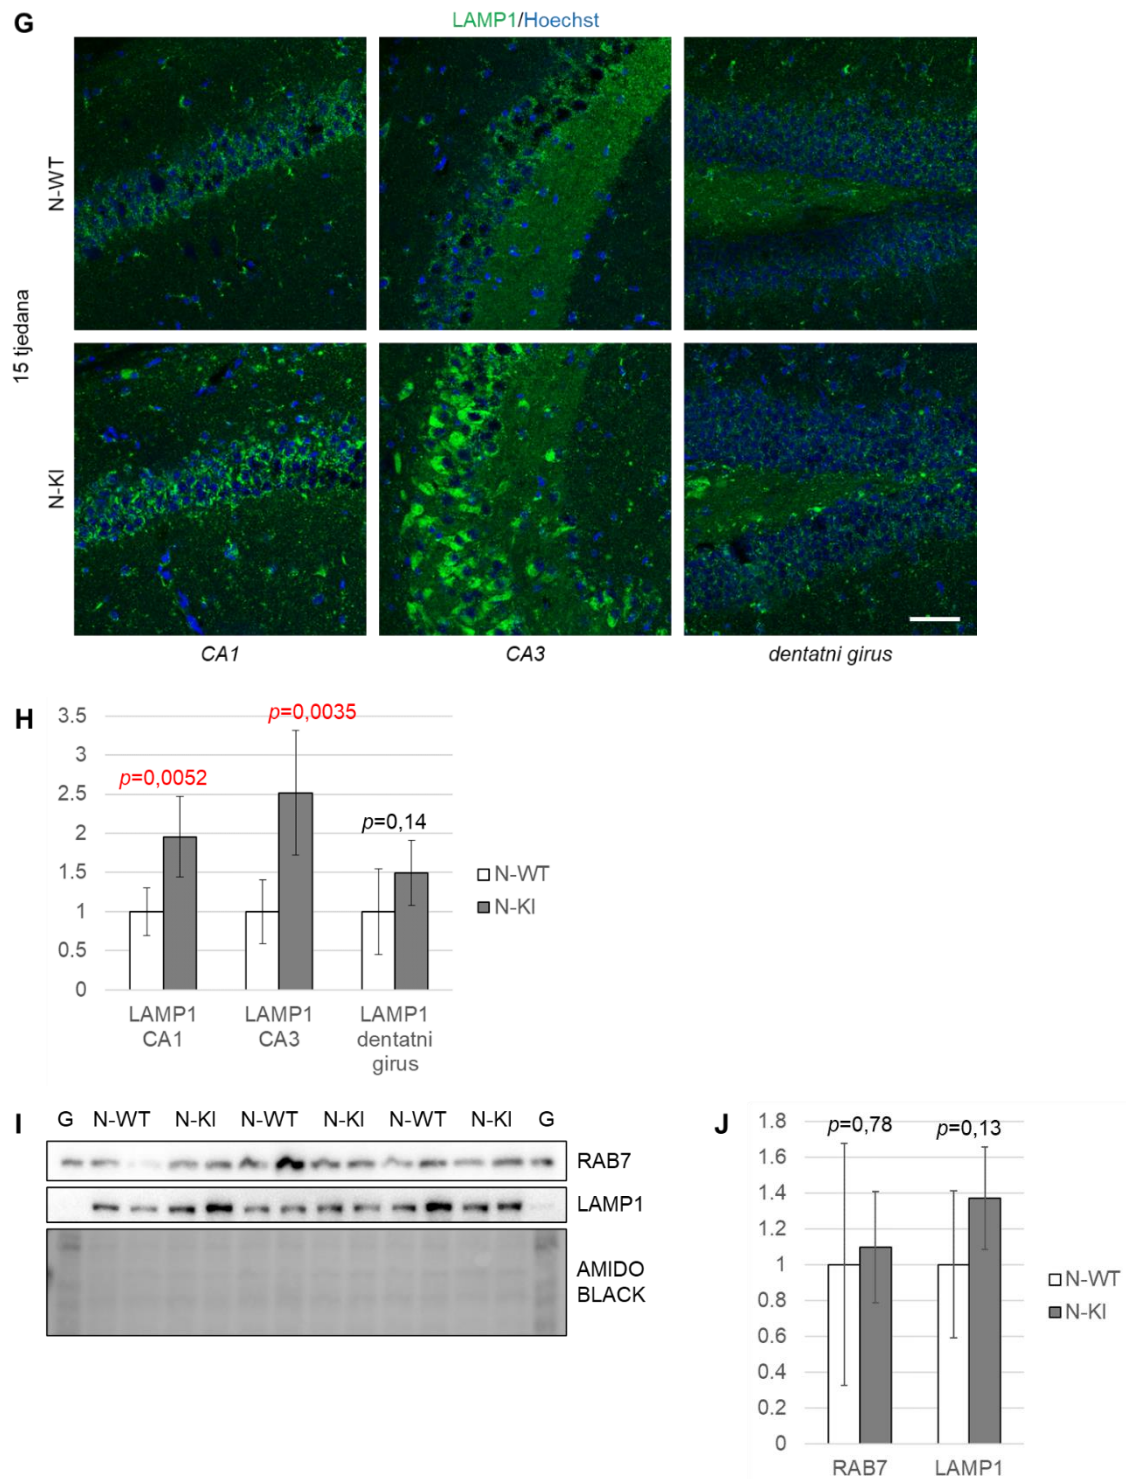 G
LAMP1/Hoechst
15 tjedana
N-WT
N-KI
CA1 CA3 dentatni girus
H
3.5
3
2.5
2
1.5
1
0.5
0
p=0,0052
p=0,0035
p=0,14
N-WT
N-KI
LAMP1 LAMP1 LAMP1
CA1 CA3 dentatni
girus
I
G N-WT N-KI N-WT N-KI N-WT N-KI G
RAB7
LAMP1
AMIDO
BLACK
J
1.8
1.6
1.4
1.2
1
0.8
0.6
0.4
0.2
0
p=0,78
p=0,13
N-WT
N-KI
RAB7 LAMP1